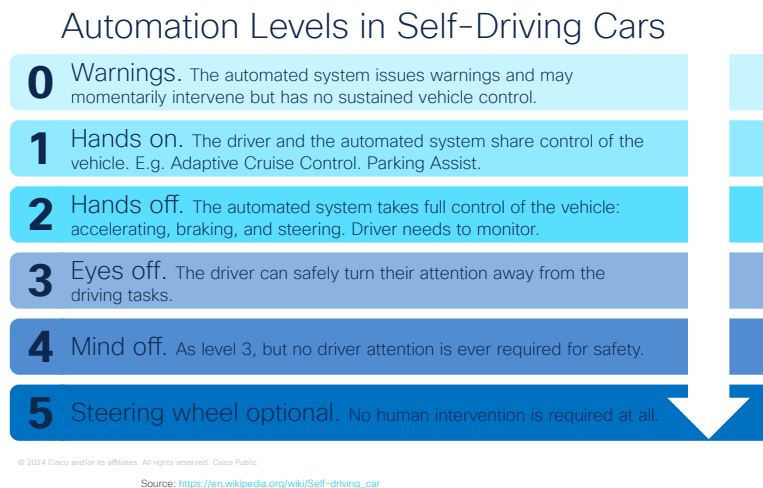 Automation Levels in Self-Driving Cars
0 Warnings. The automated system issues warnings and may
momentarily intervene but has no sustained vehicle control.
1 Hands on. The driver and the automated system share control of the
vehicle. E.g. Adaptive Cruise Control. Parking Assist.
2 Hands off. The automated system takes full control of the vehicle:
accelerating, braking, and steering. Driver needs to monitor.
3 Eyes off. The driver can safely turn their attention away from the
driving tasks.
4 Mind off. As level 3, but no driver attention is ever required for safety.
5 Steering wheel optional. No human intervention is required at all.
© 2024 Cisco and/or its affiliates. All rights reserved. Cisco Public
Source: https://en.wikipedia.org/wiki/Self-driving_car